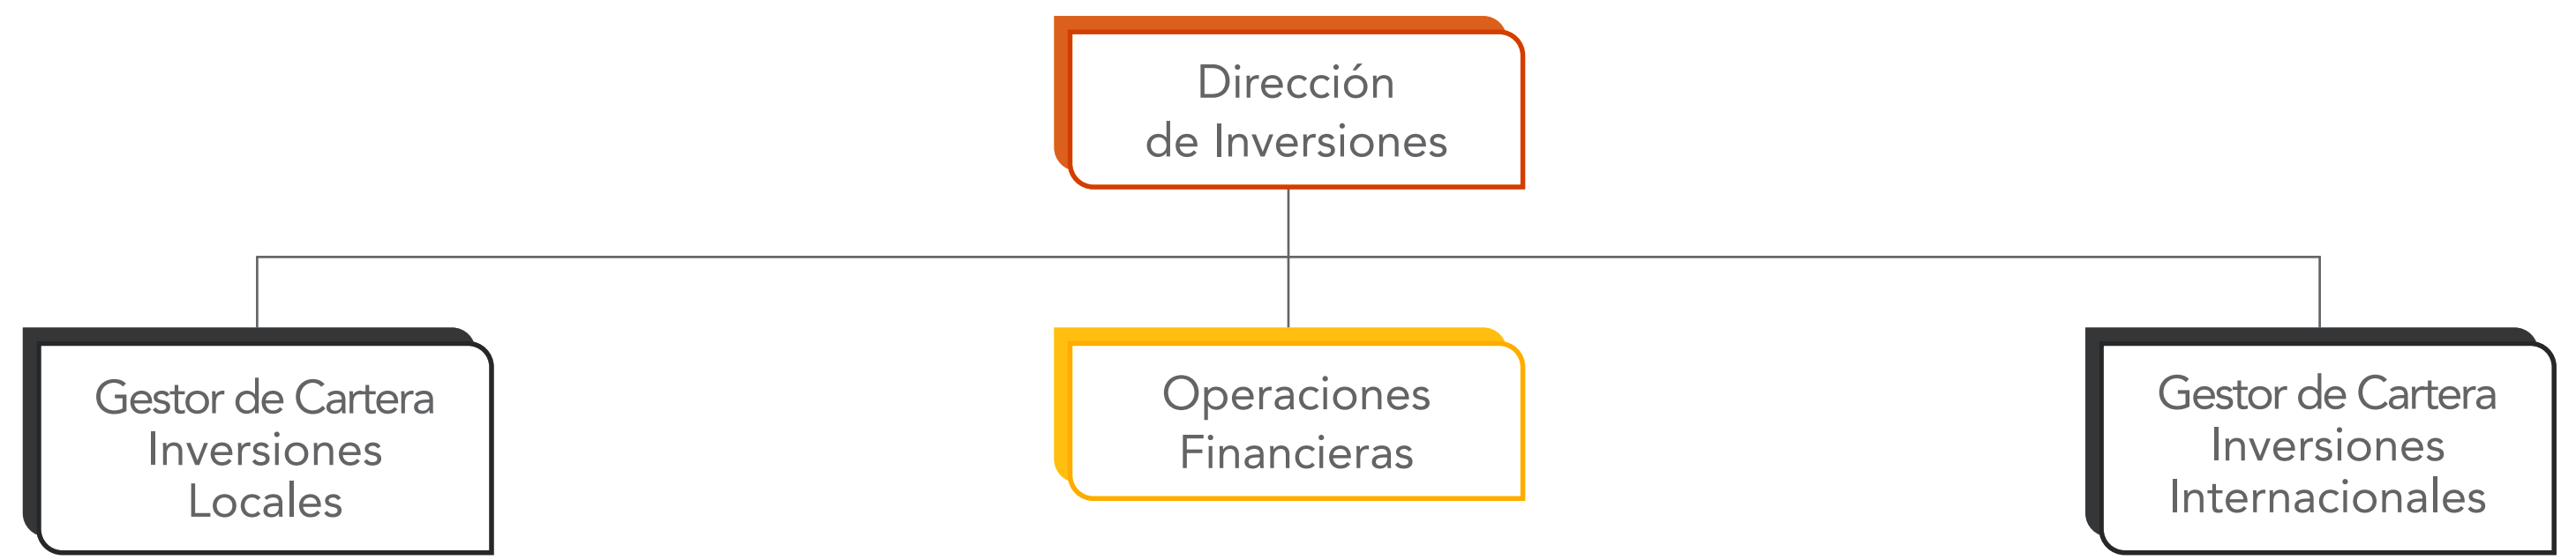 Dirección
de Inversiones
Gestor de Cartera
Inversiones
Locales
Operaciones
Financieras
Gestor de Cartera
Inversiones
Internacionales